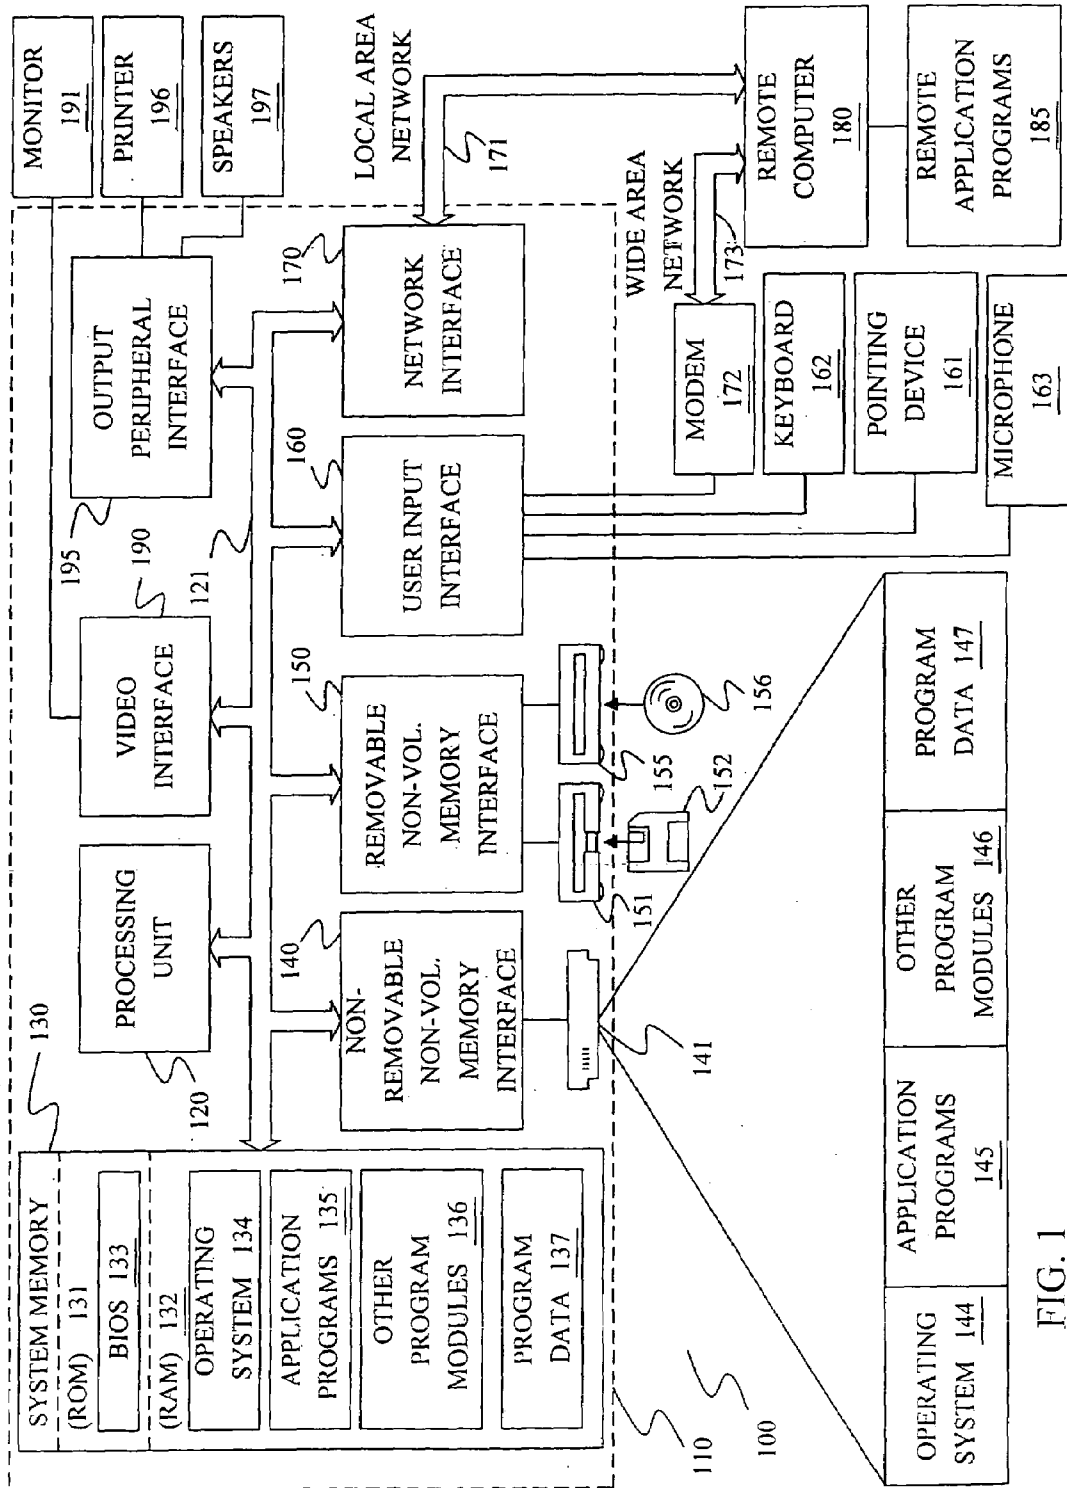 SYSTEM MEMORY
130
(ROM) 131
BIOS 133
(RAM) 132
OPERATING
SYSTEM 134
APPLICATION
PROGRAMS 135
OTHER
PROGRAM
MODULES 136
PROGRAM
DATA 137
PROCESSING
UNIT
120
VIDEO
INTERFACE
190
121
OUTPUT
PERIPHERAL
INTERFACE
195
MONITOR
191
PRINTER
196
SPEAKERS
197
NON-
REMOVABLE
NON-VOL.
MEMORY
INTERFACE
140
REMOVABLE
NON-VOL.
MEMORY
INTERFACE
150
USER INPUT
INTERFACE
160
NETWORK
INTERFACE
170
LOCAL AREA
NETWORK
171
141
151
152
155
156
WIDE AREA
NETWORK
173
MODEM
172
KEYBOARD
162
POINTING
DEVICE
161
MICROPHONE
163
REMOTE
COMPUTER
180
REMOTE
APPLICATION
PROGRAMS
185
110
100
OPERATING
SYSTEM 144
APPLICATION
PROGRAMS
145
OTHER
PROGRAM
MODULES 146
PROGRAM
DATA 147
FIG. 1